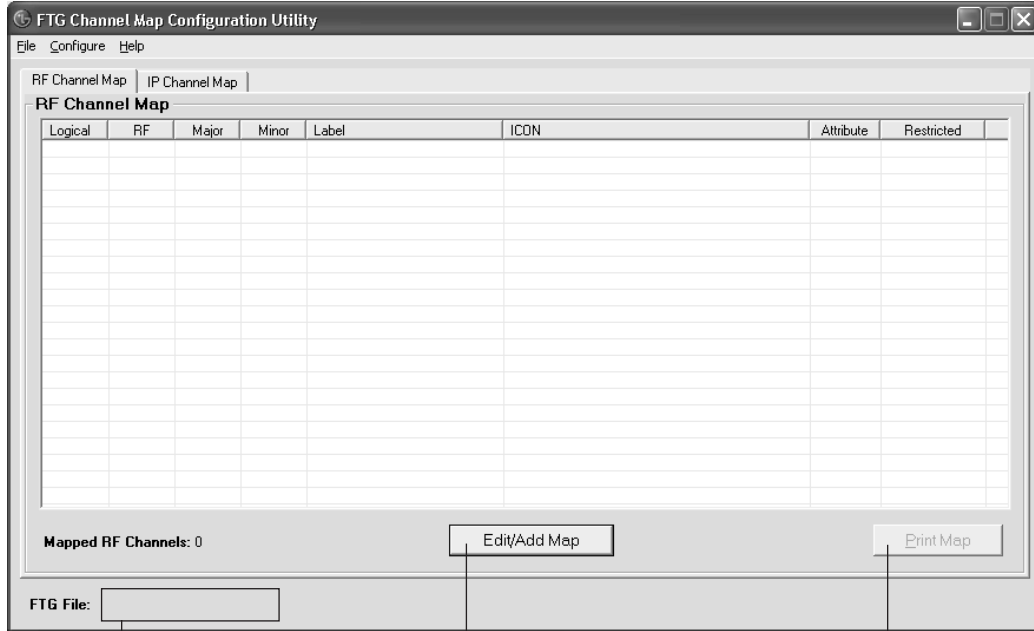 FTG Channel Map Configuration Utility
File Configure Help
RF Channel Map IP Channel Map
RF Channel Map
Logical RF Major Minor Label ICON Attribute Restricted
Mapped RF Channels: 0 Edit/Add Map Print Map
FTG File: